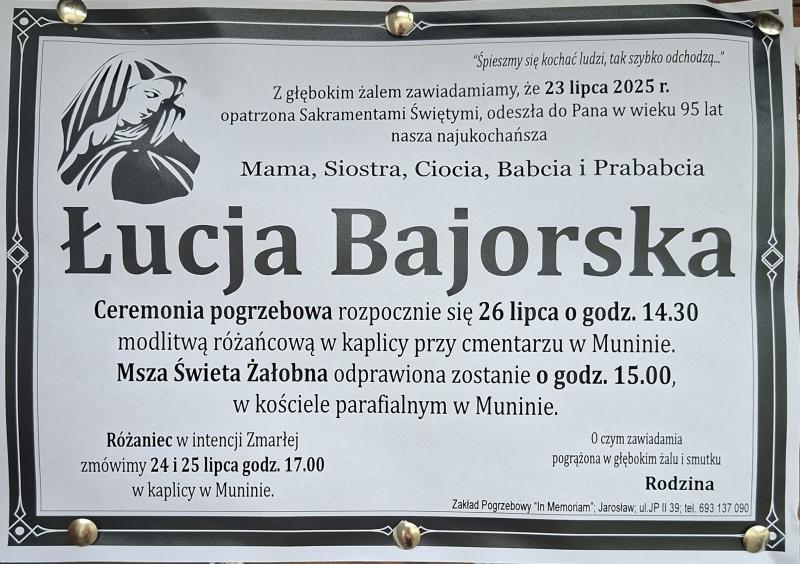 “Śpieszmy się kochać ludzi, tak szybko odchodzą...”
Z głębokim żalem zawiadamiamy, że 23 lipca 2025 r.
opatrzona Sakramentami Świętymi, odeszła do Pana w wieku 95 lat
nasza najukochańsza
Mama, Siostra, Ciocia, Babcia i Prababcia
Łucja Bajorska
Ceremonia pogrzebowa rozpocznie się 26 lipca o godz. 14.30
modlitwą różańcową w kaplicy przy cmentarzu w Muninie.
Msza Świeta Żałobna odprawiona zostanie o godz. 15.00,
w kościele parafialnym w Muninie.
Różaniec w intencji Zmarłej
zmówimy 24 i 25 lipca godz. 17.00
w kaplicy w Muninie.
O czym zawiadamia
pogrążona w głębokim żalu i smutku
Rodzina
Zakład Pogrzebowy “In Memoriam”; Jarosław; ul.JP II 39; tel. 693 137 090